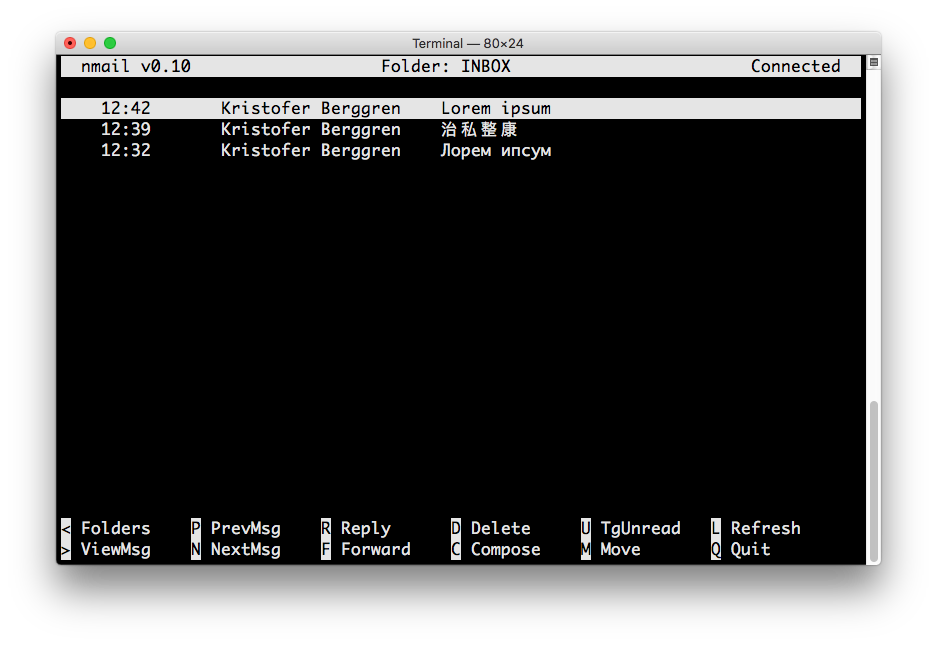 Terminal — 80×24
nmail v0.10 Folder: INBOX Connected
12:42 Kristofer Berggren Lorem ipsum
12:39 Kristofer Berggren 治私整康
12:32 Kristofer Berggren Лорем ипсум
< Folders P PrevMsg R Reply D Delete U TgUnread L Refresh
> ViewMsg N NextMsg F Forward C Compose M Move Q Quit